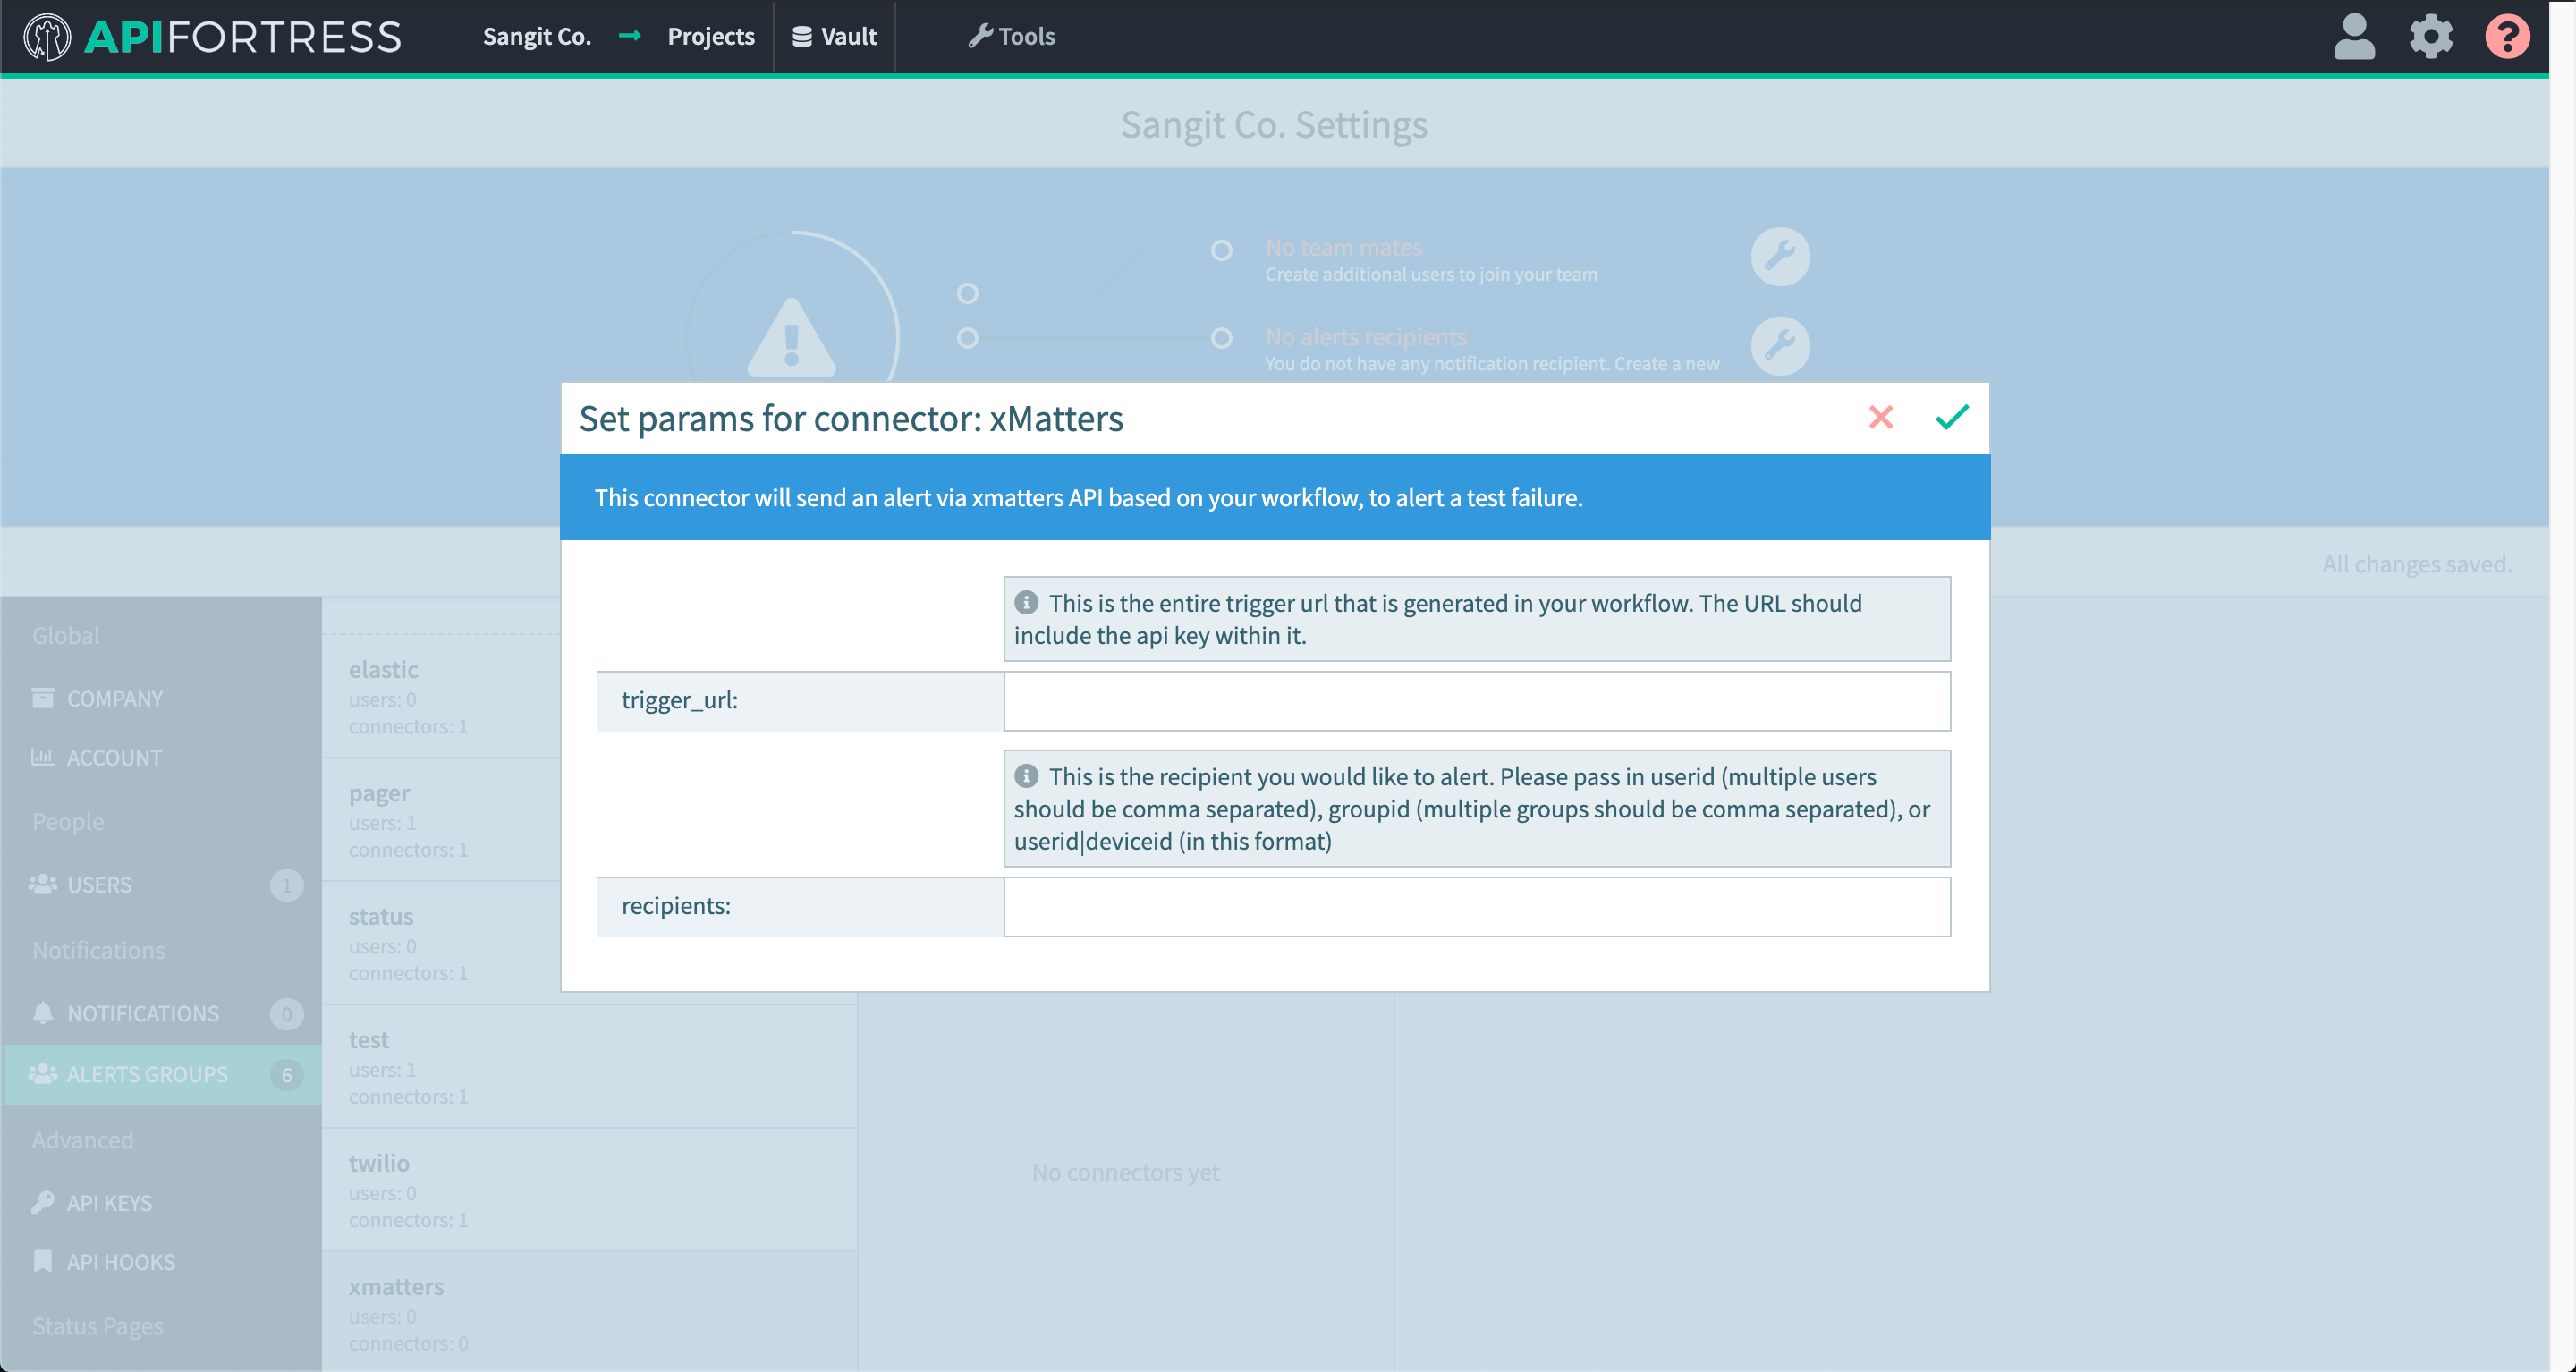 APIFORTRESS
Sangit Co. → Projects Vault Tools
?
Sangit Co. Settings
No team mates
Create additional users to join your team
No alerts recipients
You do not have any notification recipient. Create a new
Set params for connector: xMatters
This connector will send an alert via xmatters API based on your workflow, to alert a test failure.
All changes saved.
This is the entire trigger url that is generated in your workflow. The URL should
include the api key within it.
trigger_url:
This is the recipient you would like to alert. Please pass in userid (multiple users
should be comma separated), groupid (multiple groups should be comma separated), or
userid|deviceid (in this format)
recipients:
Global
COMPANY
ACCOUNT
People
USERS 1
Notifications
NOTIFICATIONS 0
ALERTS GROUPS 6
Advanced
API KEYS
API HOOKS
Status Pages
elastic
users: 0
connectors: 1
pager
users: 1
connectors: 1
status
users: 0
connectors: 1
test
users: 1
connectors: 1
twilio
users: 0
connectors: 1
xmatters
users: 0
connectors: 0
No connectors yet